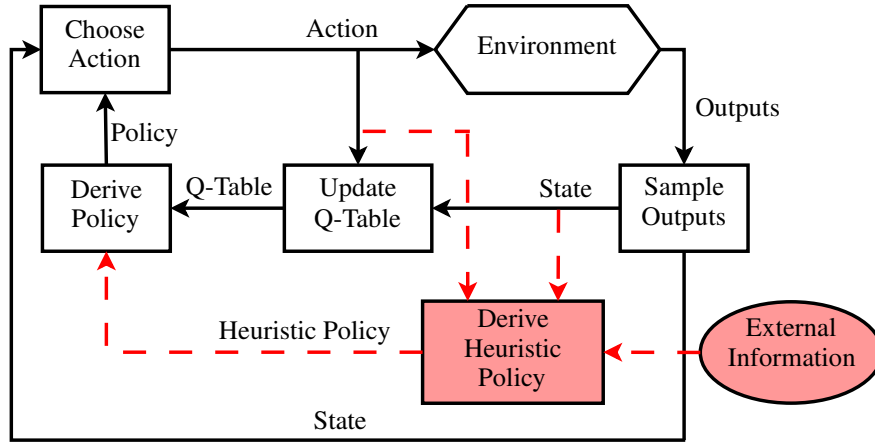 Choose
Action
Action
Environment
Outputs
Policy
Derive
Policy
Q-Table
Update
Q-Table
State
Sample
Outputs
Heuristic Policy
Derive
Heuristic
Policy
External
Information
State